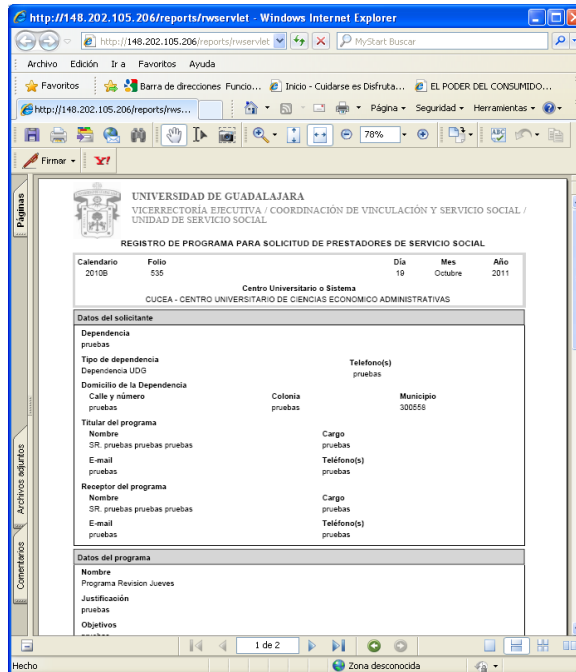 http://148.202.105.206/reports/rwservlet - Windows Internet Explorer
http://148.202.105.206/reports/rwservlet
MyStart Buscar
Archivo Edición Ir a Favoritos Ayuda
Favoritos Barra de direcciones Funcio... Inicio - Cuidarse es Disfruta... EL PODER DEL CONSUMIDO...
http://148.202.105.206/reports/rws... Página Seguridad Herramientas
78%
Firmar Y!
Páginas
Archivos adjuntos
Comentarios
UNIVERSIDAD DE GUADALAJARA
VICERRECTORÍA EJECUTIVA / COORDINACIÓN DE VINCULACIÓN Y SERVICIO SOCIAL /
UNIDAD DE SERVICIO SOCIAL
REGISTRO DE PROGRAMA PARA SOLICITUD DE PRESTADORES DE SERVICIO SOCIAL
Calendario Folio Día Mes Año
2010B 535 19 Octubre 2011
Centro Universitario o Sistema
CUCEA - CENTRO UNIVERSITARIO DE CIENCIAS ECONOMICO ADMINISTRATIVAS
Datos del solicitante
Dependencia
pruebas
Tipo de dependencia Telefono(s)
Dependencia UDG pruebas
Domicilio de la Dependencia
Calle y número Colonia Municipio
pruebas pruebas 300558
Titular del programa
Nombre Cargo
SR. pruebas pruebas pruebas pruebas
E-mail Teléfono(s)
pruebas pruebas
Receptor del programa
Nombre Cargo
SR. pruebas pruebas pruebas pruebas
E-mail Teléfono(s)
pruebas pruebas
Datos del programa
Nombre
Programa Revision Jueves
Justificación
pruebas
Objetivos
1 de 2
Hecho Zona desconocida